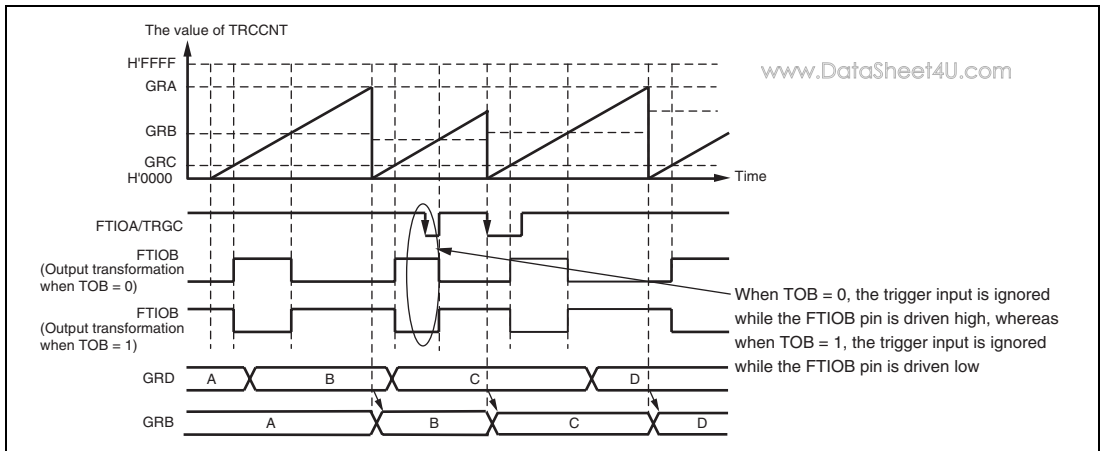 The value of TRCCNT
H'FFFF
www.DataSheet4U.com
GRA
GRB
GRC
H'0000
Time
FTIOA/TRGC
FTIOB
(Output transformation
when TOB = 0)
FTIOB
(Output transformation
when TOB = 1)
When TOB = 0, the trigger input is ignored
while the FTIOB pin is driven high, whereas
when TOB = 1, the trigger input is ignored
while the FTIOB pin is driven low
GRD A B C D
GRB A B C D